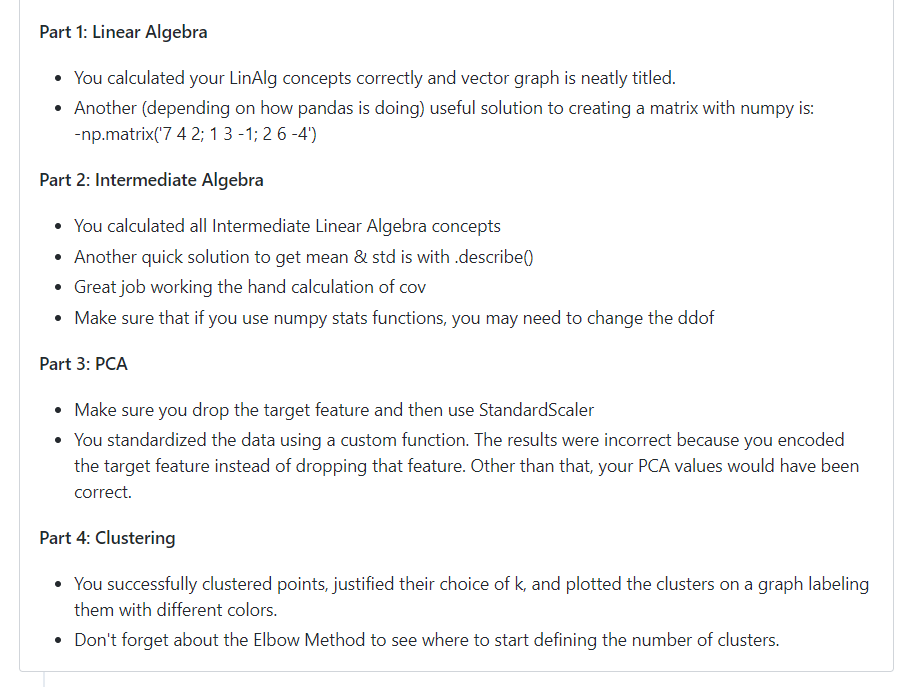 Part 1: Linear Algebra
• You calculated your LinAlg concepts correctly and vector graph is neatly titled.
• Another (depending on how pandas is doing) useful solution to creating a matrix with numpy is:
-np.matrix('7 4 2; 1 3 -1; 2 6 -4')
Part 2: Intermediate Algebra
• You calculated all Intermediate Linear Algebra concepts
• Another quick solution to get mean & std is with .describe()
• Great job working the hand calculation of cov
• Make sure that if you use numpy stats functions, you may need to change the ddof
Part 3: PCA
• Make sure you drop the target feature and then use StandardScaler
• You standardized the data using a custom function. The results were incorrect because you encoded
the target feature instead of dropping that feature. Other than that, your PCA values would have been
correct.
Part 4: Clustering
• You successfully clustered points, justified their choice of k, and plotted the clusters on a graph labeling
them with different colors.
• Don't forget about the Elbow Method to see where to start defining the number of clusters.